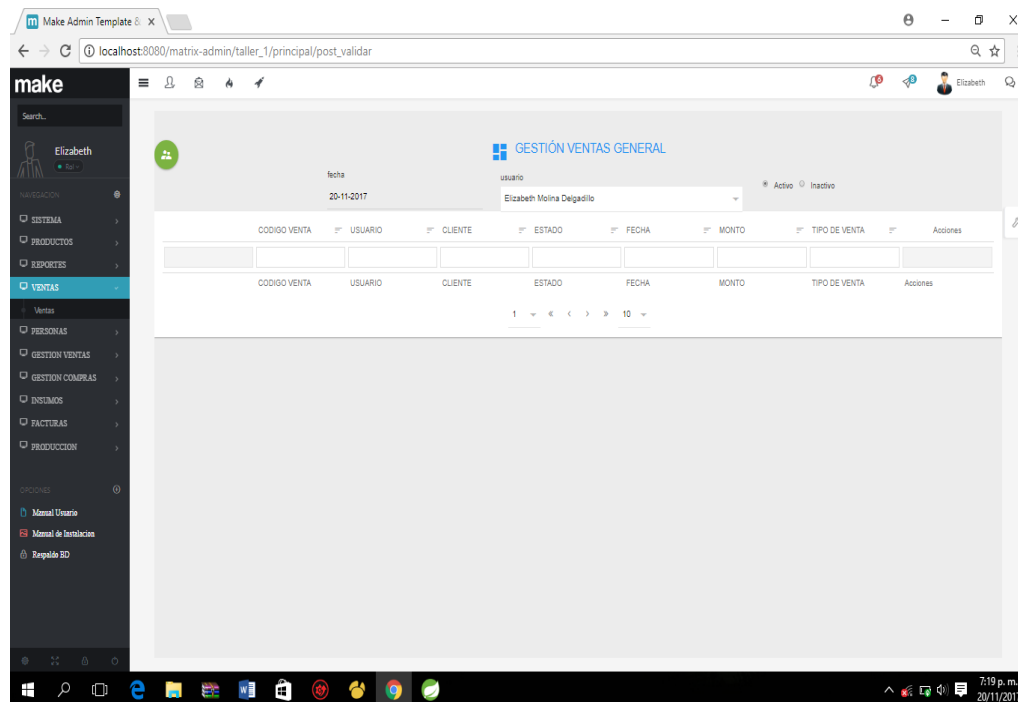 Make Admin Template &
localhost:8080/matrix-admin/taller_1/principal/post_validar
make
6
8
Elizabeth
Search..
Elizabeth
Rol
NAVEGACION
SISTEMA
PRODUCTOS
REPORTES
VENTAS
Ventas
PERSONAS
GESTION VENTAS
GESTION COMPRAS
INSUMOS
FACTURAS
PRODUCCION
OPCIONES
Manual Usuario
Manual de Instalacion
Respaldo BD
GESTIÓN VENTAS GENERAL
fecha
usuario
20-11-2017
Elizabeth Molina Delgadillo
Activo Inactivo
CODIGO VENTA USUARIO CLIENTE ESTADO FECHA MONTO TIPO DE VENTA Acciones
CODIGO VENTA USUARIO CLIENTE ESTADO FECHA MONTO TIPO DE VENTA Acciones
1 « ‹ › » 10
7:19 p. m.
20/11/2017